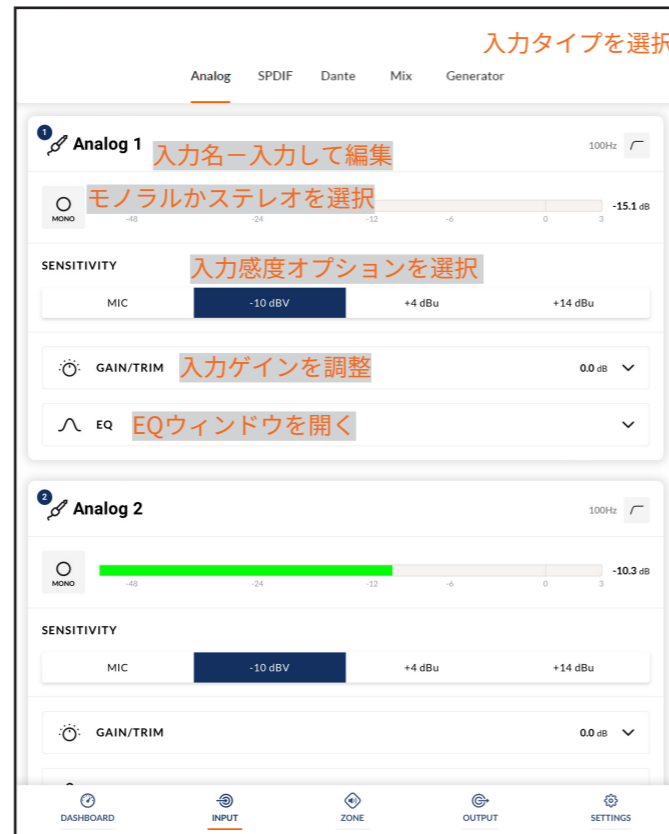 入力タイプを選択
Analog SPDIF Dante Mix Generator
1
Analog 1 入力名－入力して編集 100Hz
モノラルかステレオを選択
-15.1 dB
MONO -48 -24 -12 -6 0 3
SENSITIVITY 入力感度オプションを選択
MIC -10 dBV +4 dBu +14 dBu
GAIN/TRIM 入力ゲインを調整 0.0 dB
EQ EQウィンドウを開く
2
Analog 2 100Hz
-10.3 dB
MONO -48 -24 -12 -6 0 3
SENSITIVITY
MIC -10 dBV +4 dBu +14 dBu
GAIN/TRIM 0.0 dB
DASHBOARD INPUT ZONE OUTPUT SETTINGS